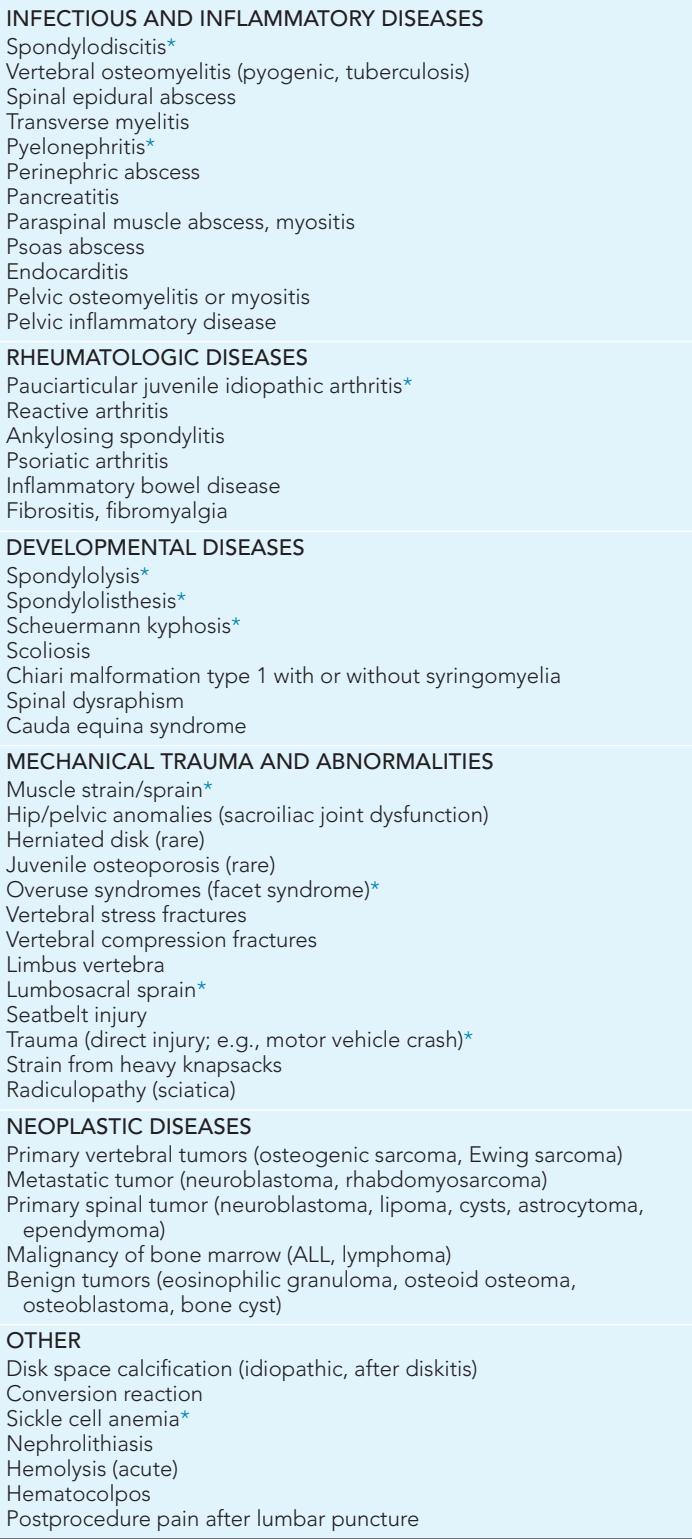 INFECTIOUS AND INFLAMMATORY DISEASES
Spondylodiscitis*
Vertebral osteomyelitis (pyogenic, tuberculosis)
Spinal epidural abscess
Transverse myelitis
Pyelonephritis*
Perinephric abscess
Pancreatitis
Paraspinal muscle abscess, myositis
Psoas abscess
Endocarditis
Pelvic osteomyelitis or myositis
Pelvic inflammatory disease
RHEUMATOLOGIC DISEASES
Pauciarticular juvenile idiopathic arthritis*
Reactive arthritis
Ankylosing spondylitis
Psoriatic arthritis
Inflammatory bowel disease
Fibrositis, fibromyalgia
DEVELOPMENTAL DISEASES
Spondylolysis*
Spondylolisthesis*
Scheuermann kyphosis*
Scoliosis
Chiari malformation type 1 with or without syringomyelia
Spinal dysraphism
Cauda equina syndrome
MECHANICAL TRAUMA AND ABNORMALITIES
Muscle strain/sprain*
Hip/pelvic anomalies (sacroiliac joint dysfunction)
Herniated disk (rare)
Juvenile osteoporosis (rare)
Overuse syndromes (facet syndrome)*
Vertebral stress fractures
Vertebral compression fractures
Limbus vertebra
Lumbosacral sprain*
Seatbelt injury
Trauma (direct injury; e.g., motor vehicle crash)*
Strain from heavy knapsacks
Radiculopathy (sciatica)
NEOPLASTIC DISEASES
Primary vertebral tumors (osteogenic sarcoma, Ewing sarcoma)
Metastatic tumor (neuroblastoma, rhabdomyosarcoma)
Primary spinal tumor (neuroblastoma, lipoma, cysts, astrocytoma,
ependymoma)
Malignancy of bone marrow (ALL, lymphoma)
Benign tumors (eosinophilic granuloma, osteoid osteoma,
osteoblastoma, bone cyst)
OTHER
Disk space calcification (idiopathic, after diskitis)
Conversion reaction
Sickle cell anemia*
Nephrolithiasis
Hemolysis (acute)
Hematocolpos
Postprocedure pain after lumbar puncture